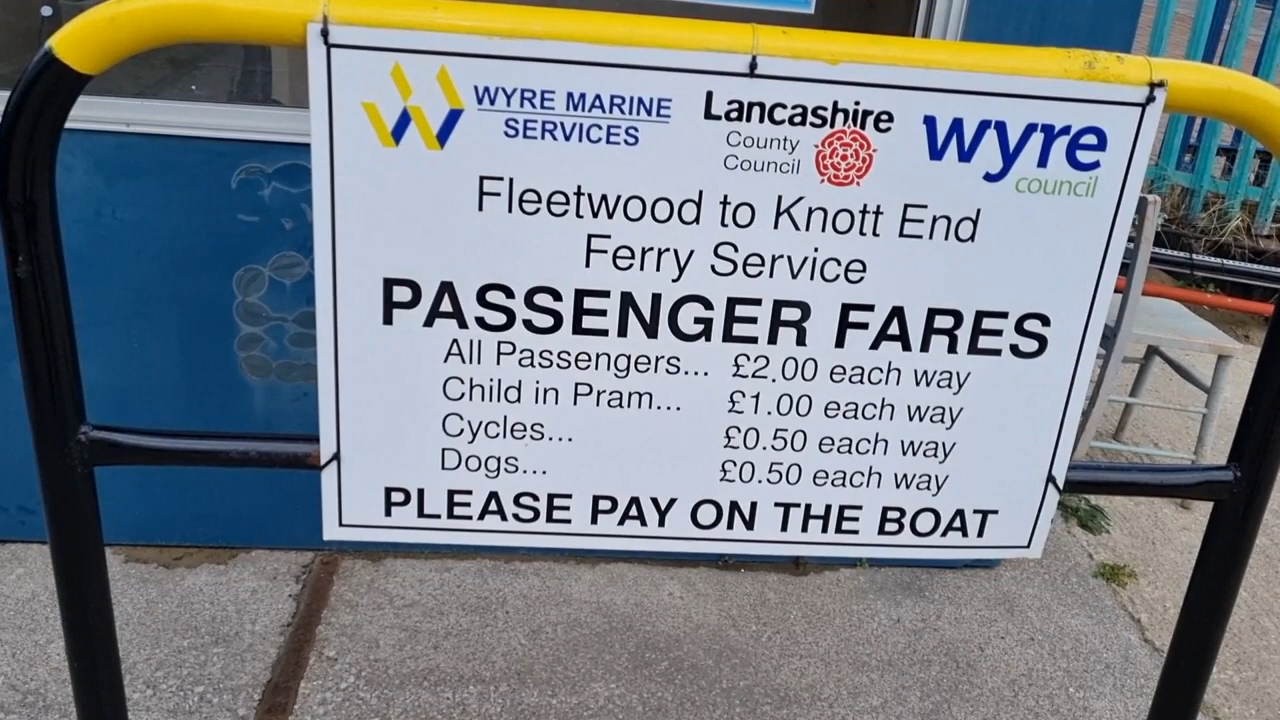 WYRE MARINE
SERVICES
Lancashire
County
Council
wyre
council
Fleetwood to Knott End
Ferry Service
PASSENGER FARES
All Passengers... £2.00 each way
Child in Pram... £1.00 each way
Cycles... £0.50 each way
Dogs... £0.50 each way
PLEASE PAY ON THE BOAT